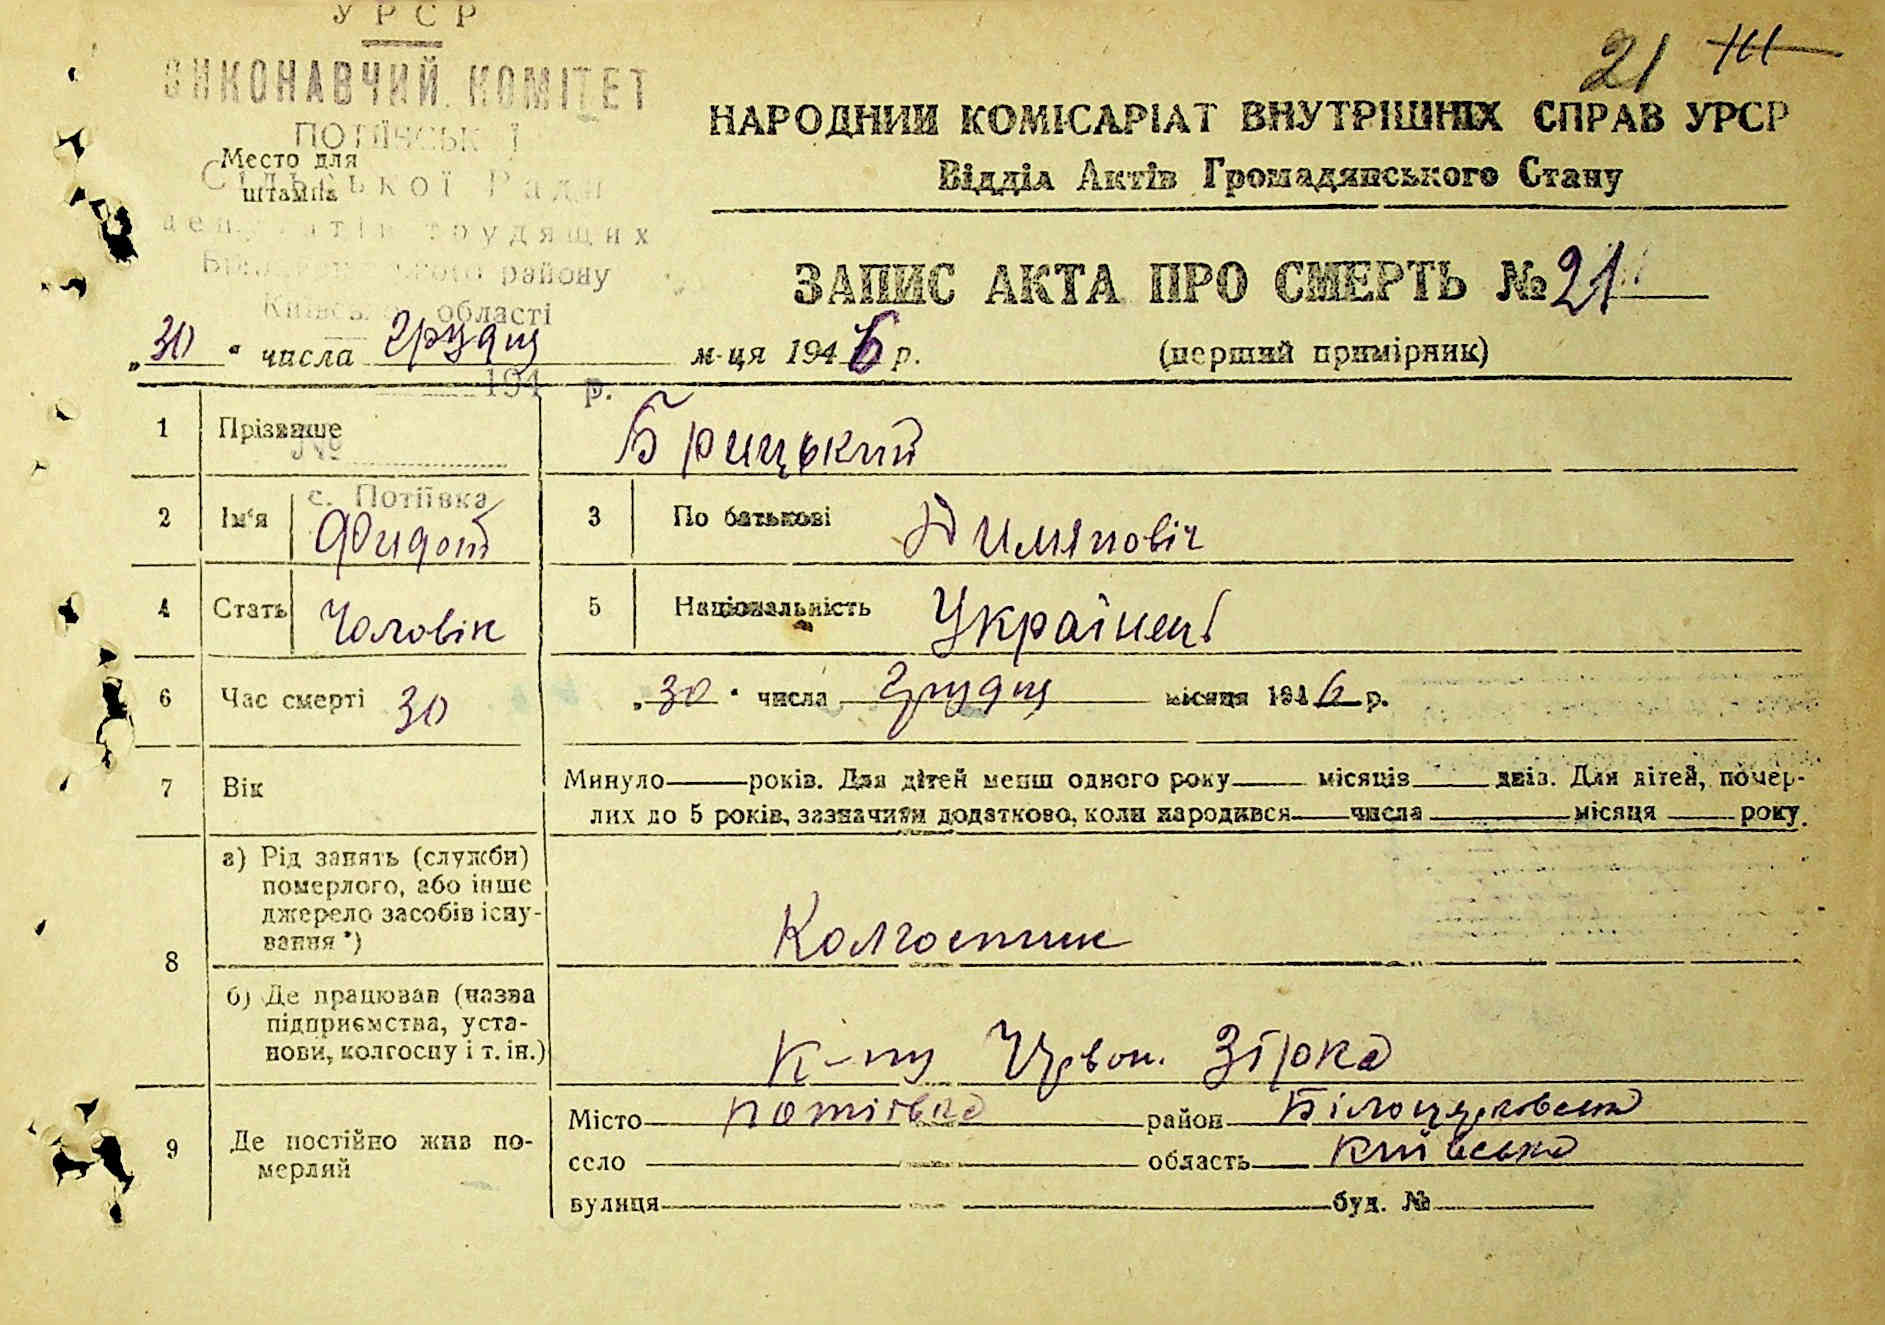 УРСР
ВИКОНАВЧИЙ КОМІТЕТ
21
НАРОДНИЙ КОМІСАРІАТ ВНУТРІШНІХ СПРАВ УРСР
Место для
штампа
Сільської Ради
Відділ Актів Громадянського Стану
депутатів трудящих
району
Київської області
ЗАПИС АКТА ПРО СМЕРТЬ № 21
„30“ числа Грудня м-ця 1946 р.
(перший примірник)
194 р.
1 Прізвище Брицький
№
с. Потіївка
2 Ім‘я Федот 3 По батькові
4 Стать Чоловік 5 Національність Українець
6 Час смерті 30 „30“ числа Грудня місяця 1946 р.
7 Вік Минуло років. Для дітей менш одного року місяців днів. Для дітей, помер-
лих до 5 років, зазначити додатково, коли народився числа місяця року.
8 а) Рід занять (служби)
померлого, або інше
джерело засобів існу-
вання *)
Колгоспник
б) Де працював (назва
підприємства, уста-
нови, колгоспу і т. ін.)
К-пу Червон. Зірка
9 Де постійно жив по-
мерлий
Місто Потіївка район Білоцерковський
село область Київська
вулиця буд. №